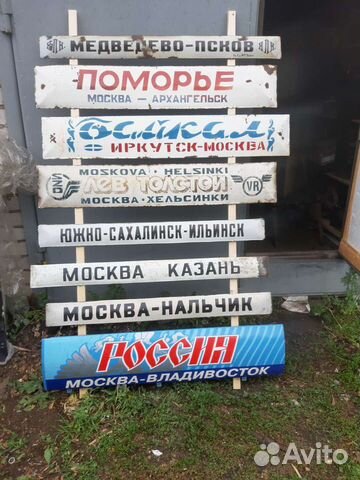 МЕДВЕДЕВО-ПСКОВ
ПОМОРЬЕ
МОСКВА — АРХАНГЕЛЬСК
Байкал
ИРКУТСК-МОСКВА
MOSKOVA · HELSINKI
ЛЕВ ТОЛСТОЙ
VR
МОСКВА · ХЕЛЬСИНКИ
ЮЖНО-САХАЛИНСК-ИЛЬИНСК
МОСКВА КАЗАНЬ
МОСКВА-НАЛЬЧИК
РОССИЯ
МОСКВА-ВЛАДИВОСТОК
Avito